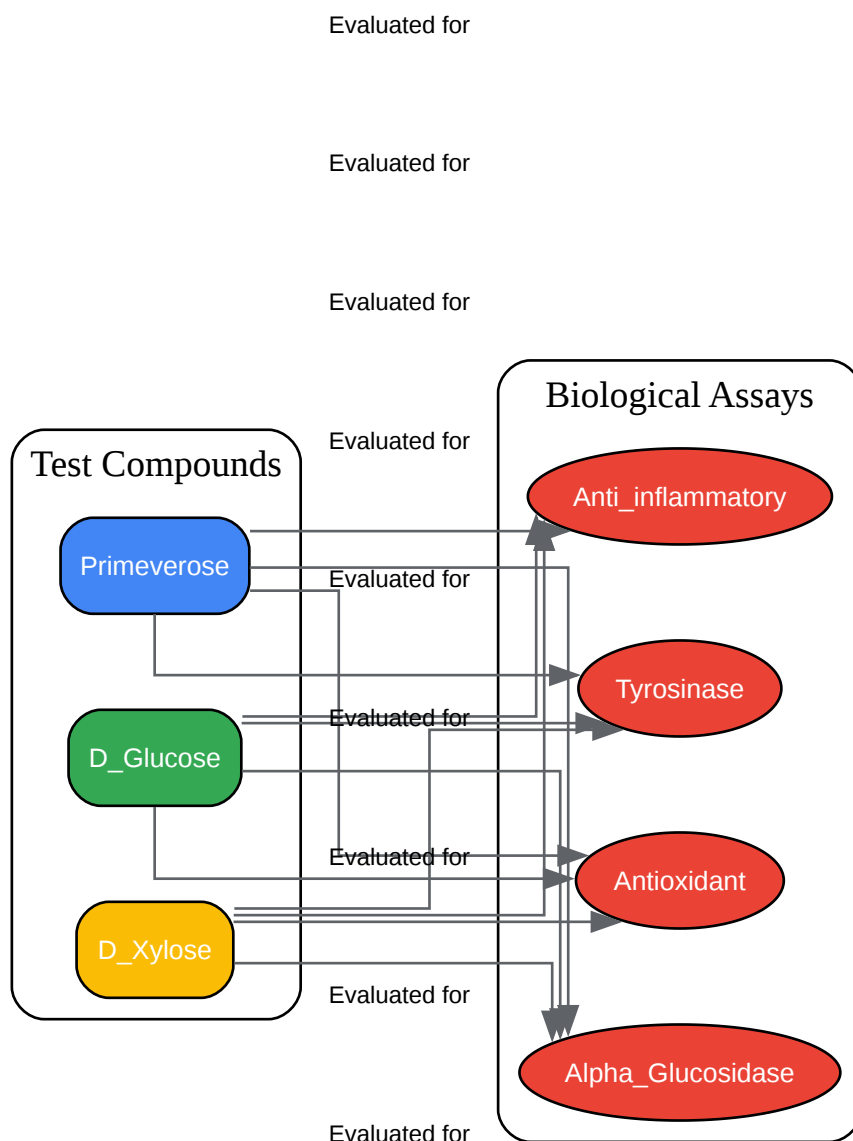 Evaluated for
Evaluated for
Evaluated for
Biological Assays
Evaluated for
Test Compounds
Anti_inflammatory
Primeverose
Evaluated for
Tyrosinase
Evaluated for
D_Glucose
Evaluated for
Antioxidant
D_Xylose
Evaluated for
Alpha_Glucosidase
Evaluated for